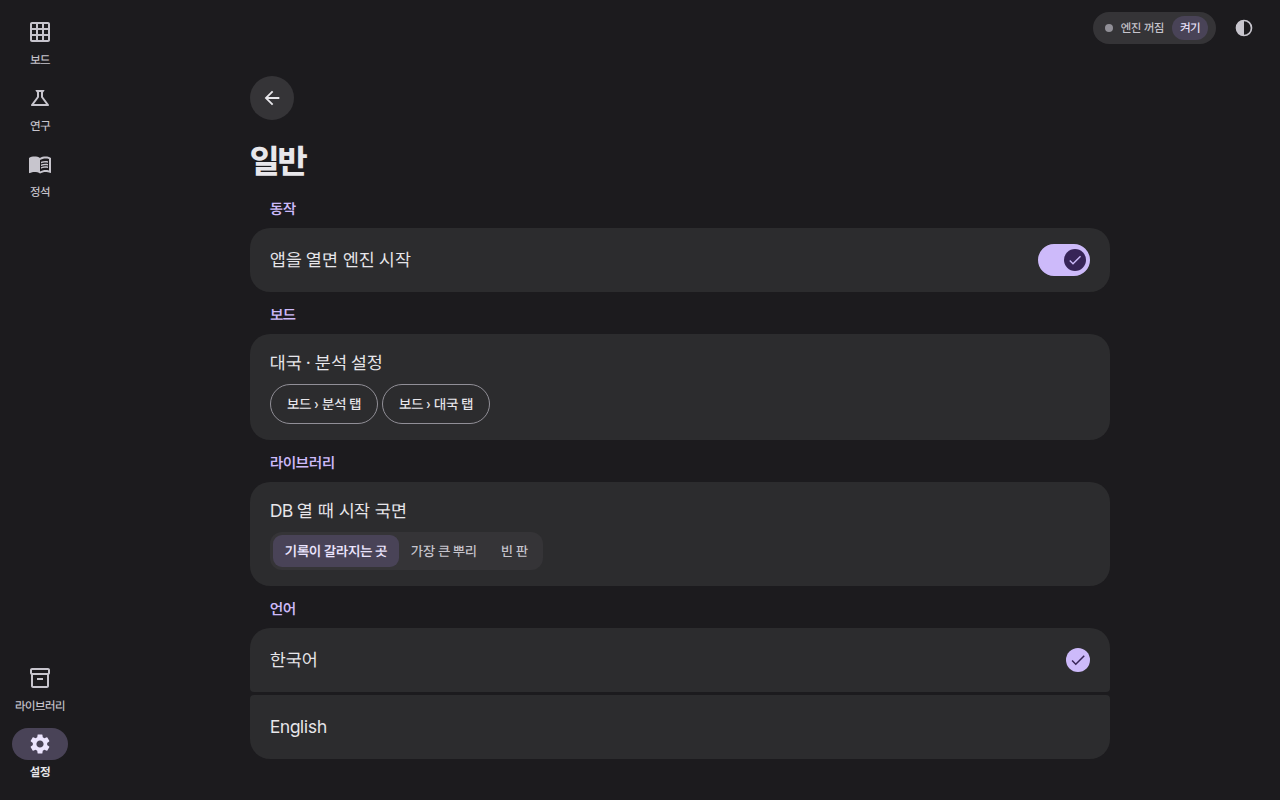 보드
연구
정석
라이브러리
설정
엔진 꺼짐 켜기
일반
동작
앱을 열면 엔진 시작
보드
대국 · 분석 설정
보드 › 분석 탭 보드 › 대국 탭
라이브러리
DB 열 때 시작 국면
기록이 갈라지는 곳 가장 큰 뿌리 빈 판
언어
한국어
English